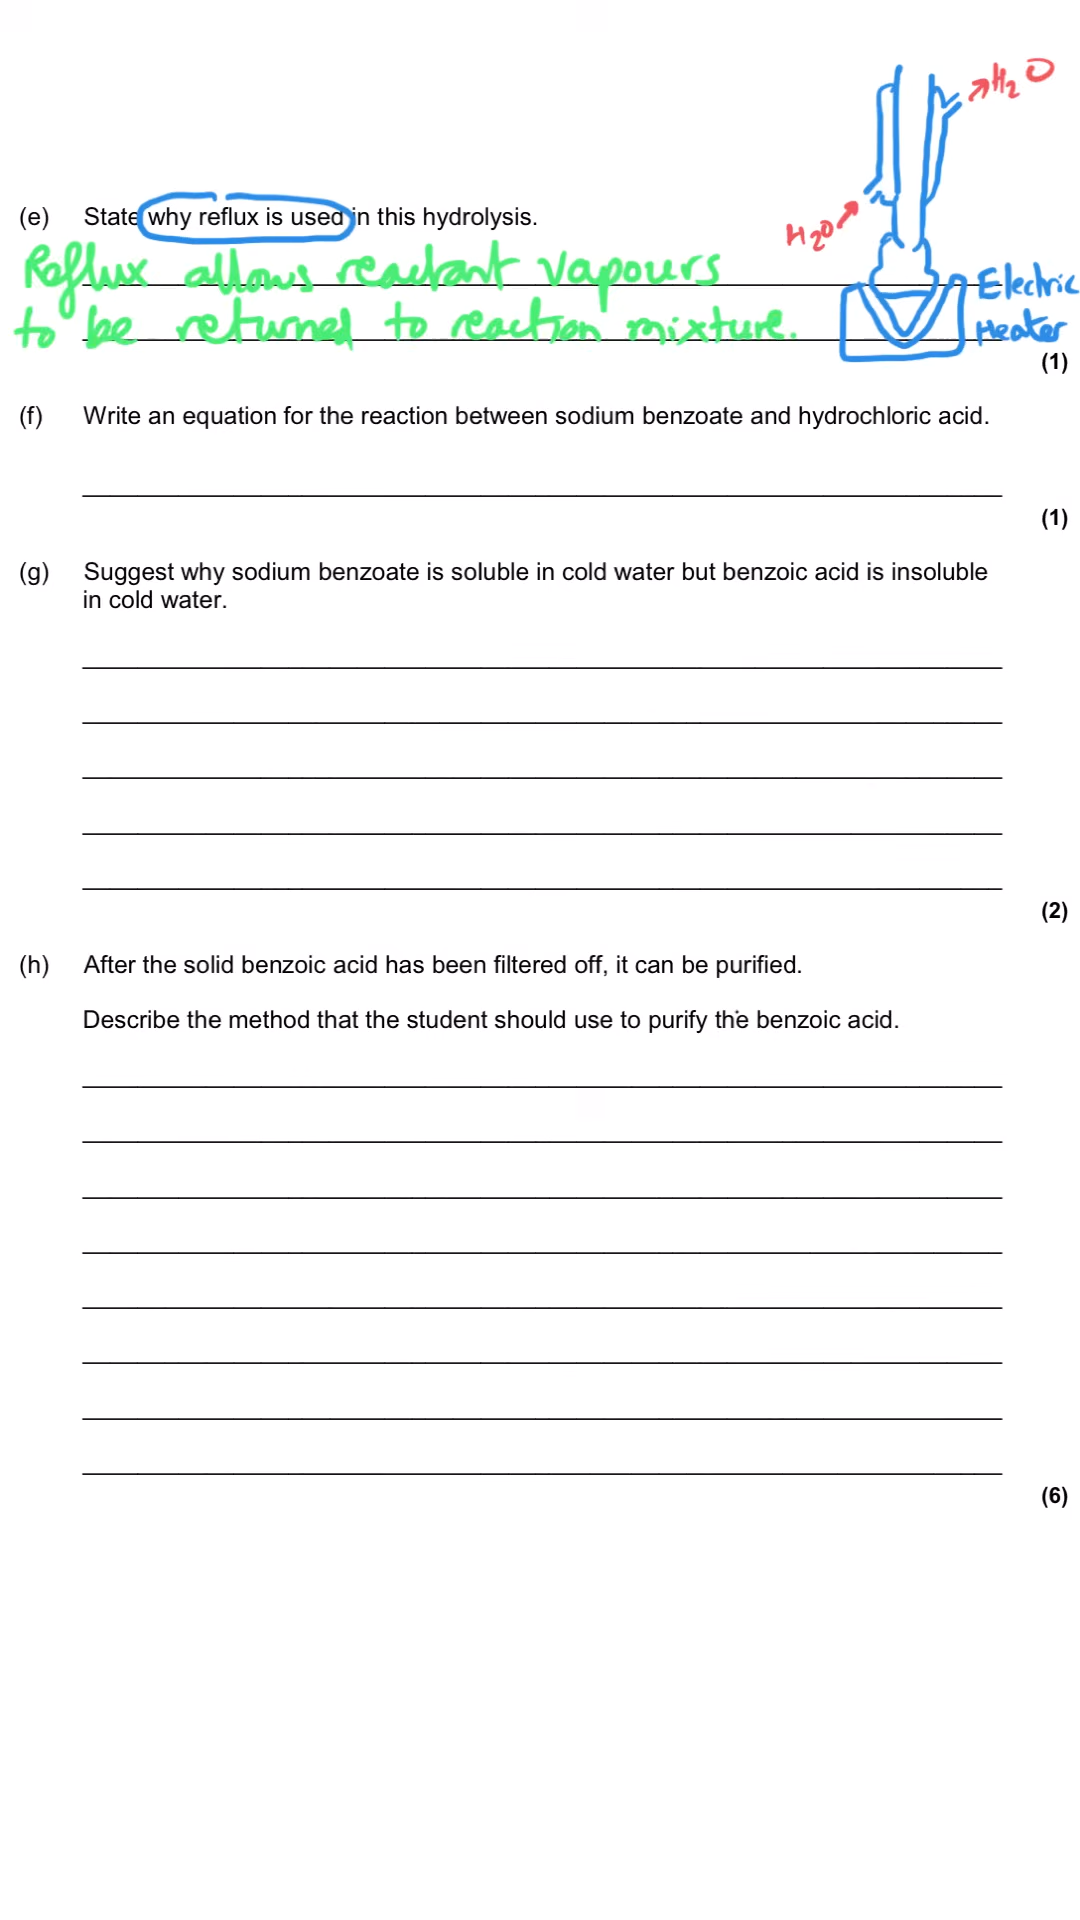 ↗H₂O
(e) State why reflux is used in this hydrolysis.
H₂O↗
Reflux allows reactant vapours
to be returned to reaction mixture.
Electric
Heater
(1)
(f) Write an equation for the reaction between sodium benzoate and hydrochloric acid.
(1)
(g) Suggest why sodium benzoate is soluble in cold water but benzoic acid is insoluble
in cold water.
(2)
(h) After the solid benzoic acid has been filtered off, it can be purified.
Describe the method that the student should use to purify the benzoic acid.
(6)